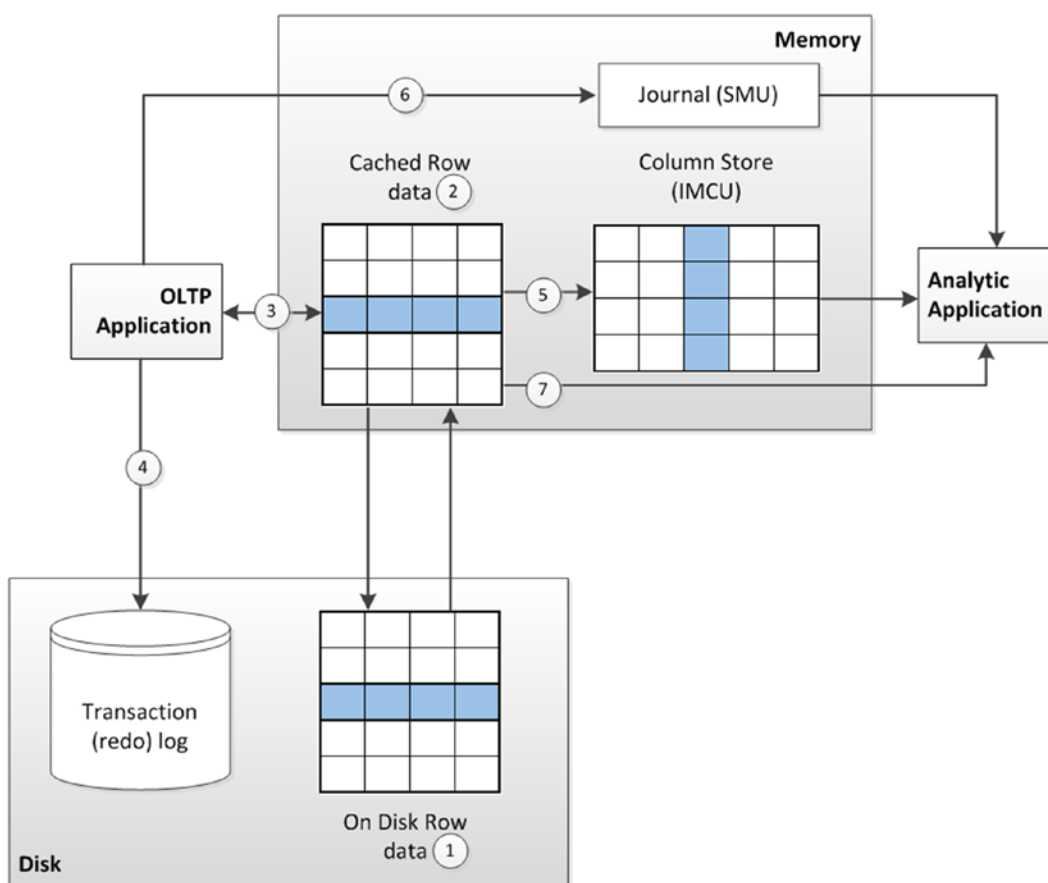 Memory
6
Journal (SMU)
Cached Row
data 2
Column Store
(IMCU)
OLTP
Application
3
5
Analytic
Application
7
4
Transaction
(redo) log
On Disk Row
data 1
Disk